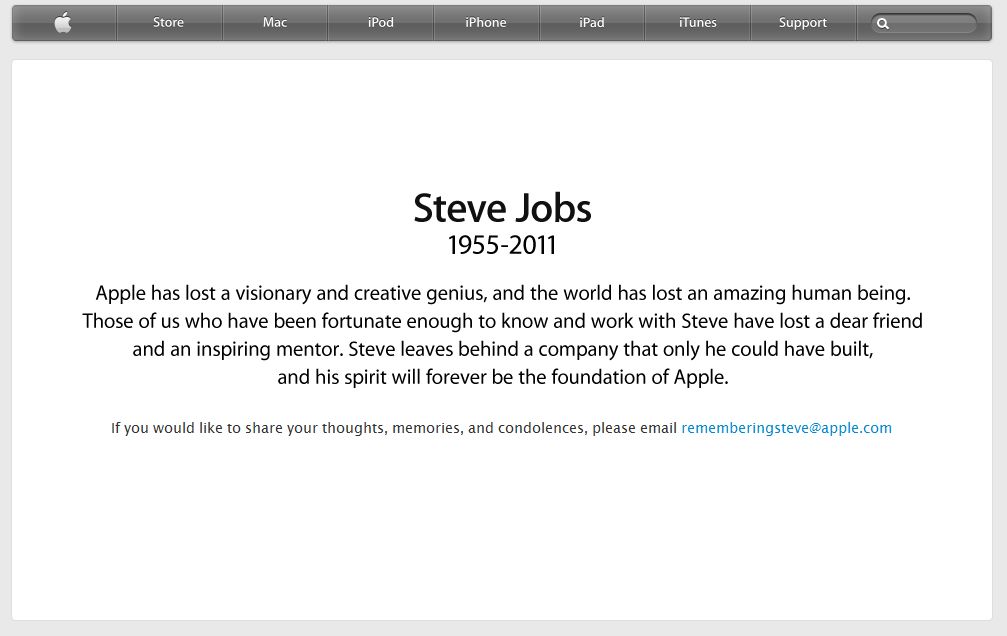 Store
Mac
iPod
iPhone
iPad
iTunes
Support
Steve Jobs
1955-2011
Apple has lost a visionary and creative genius, and the world has lost an amazing human being.
Those of us who have been fortunate enough to know and work with Steve have lost a dear friend
and an inspiring mentor. Steve leaves behind a company that only he could have built,
and his spirit will forever be the foundation of Apple.
If you would like to share your thoughts, memories, and condolences, please email rememberingsteve@apple.com